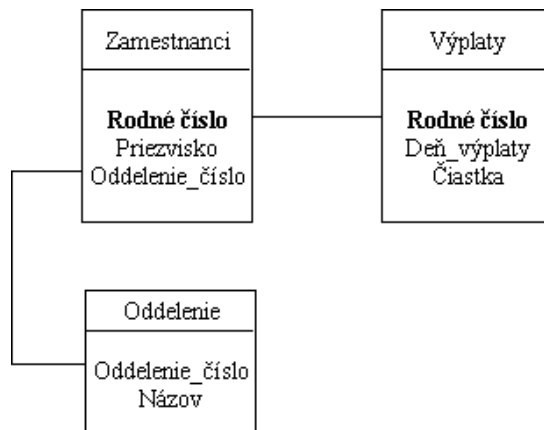 Zamestnanci
Rodné číslo
Priezvisko
Oddelenie_číslo
Výplaty
Rodné číslo
Deň_výplaty
Čiastka
Oddelenie
Oddelenie_číslo
Názov